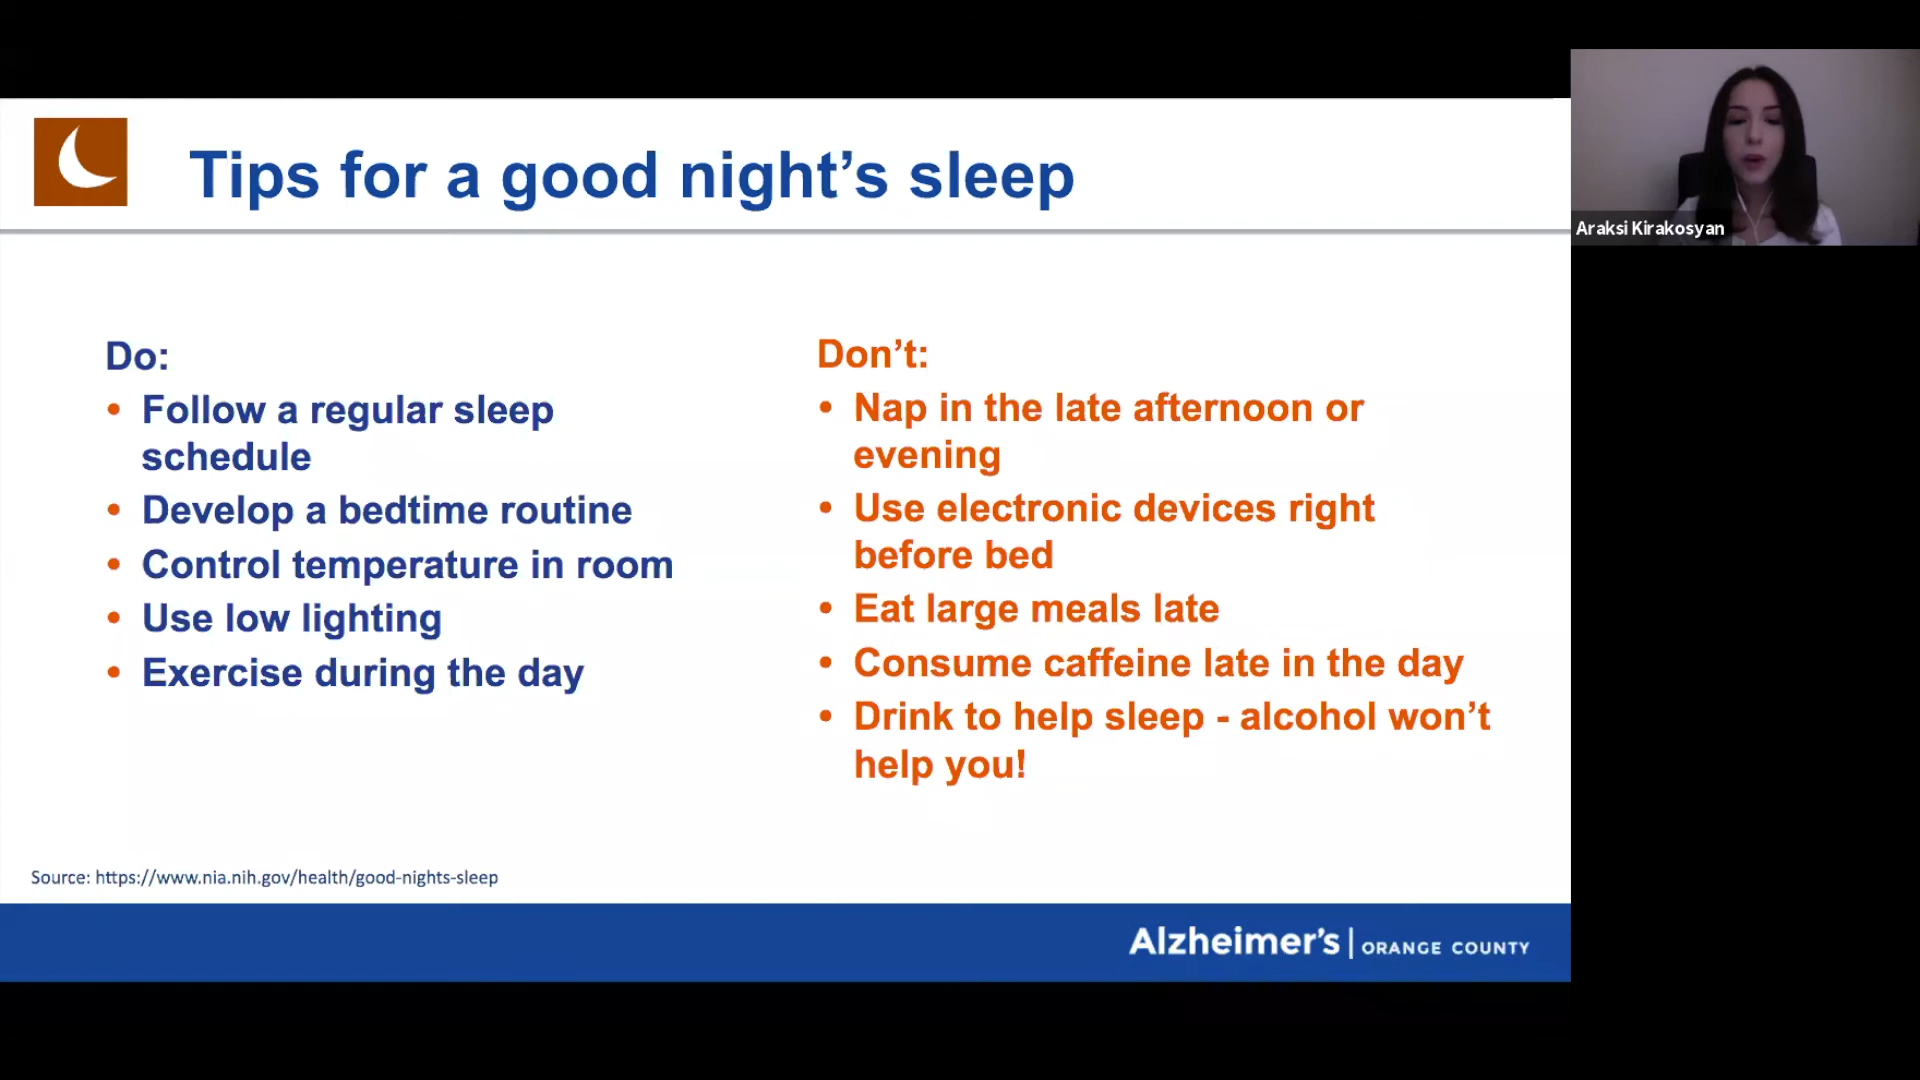 Tips for a good night’s sleep
Araksi Kirakosyan
Do:
• Follow a regular sleep
schedule
• Develop a bedtime routine
• Control temperature in room
• Use low lighting
• Exercise during the day
Don’t:
• Nap in the late afternoon or
evening
• Use electronic devices right
before bed
• Eat large meals late
• Consume caffeine late in the day
• Drink to help sleep - alcohol won’t
help you!
Source: https://www.nia.nih.gov/health/good-nights-sleep
Alzheimer’s | ORANGE COUNTY